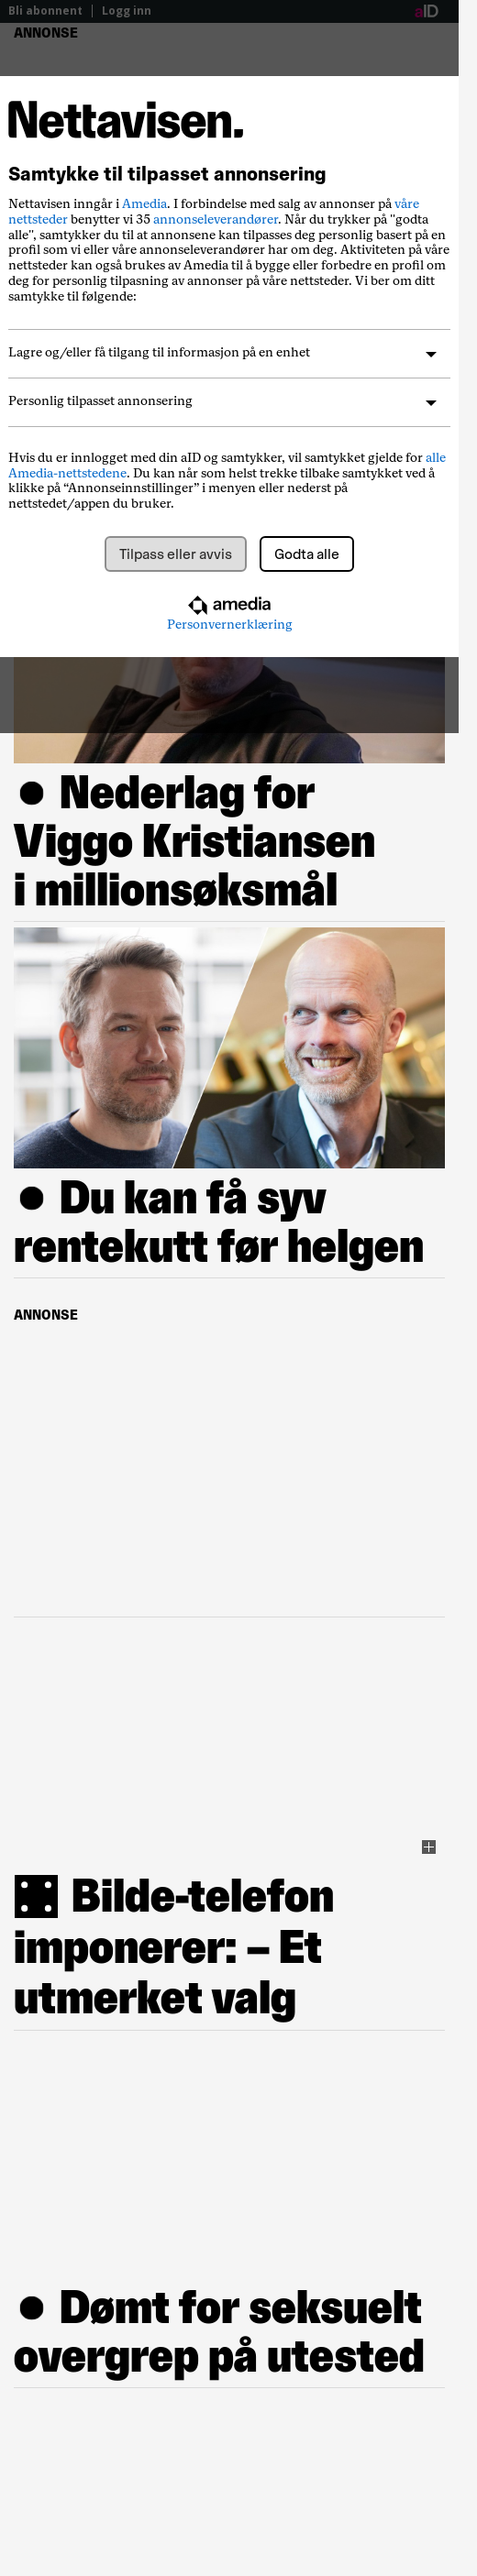 Bli abonnent | Logg inn aID
ANNONSE
Nettavisen.
Samtykke til tilpasset annonsering
Nettavisen inngår i Amedia. I forbindelse med salg av annonser på våre
nettsteder benytter vi 35 annonseleverandører. Når du trykker på "godta
alle", samtykker du til at annonsene kan tilpasses deg personlig basert på en
profil som vi eller våre annonseleverandører har om deg. Aktiviteten på våre
nettsteder kan også brukes av Amedia til å bygge eller forbedre en profil om
deg for personlig tilpasning av annonser på våre nettsteder. Vi ber om ditt
samtykke til følgende:
Lagre og/eller få tilgang til informasjon på en enhet
Personlig tilpasset annonsering
Hvis du er innlogget med din aID og samtykker, vil samtykket gjelde for alle
Amedia-nettstedene. Du kan når som helst trekke tilbake samtykket ved å
klikke på “Annonseinnstillinger” i menyen eller nederst på
nettstedet/appen du bruker.
Tilpass eller avvis Godta alle
amedia
Personvernerklæring
● Nederlag for
Viggo Kristiansen
i millionsøksmål
● Du kan få syv
rentekutt før helgen
ANNONSE
Bilde-telefon
imponerer: – Et
utmerket valg
● Dømt for seksuelt
overgrep på utested